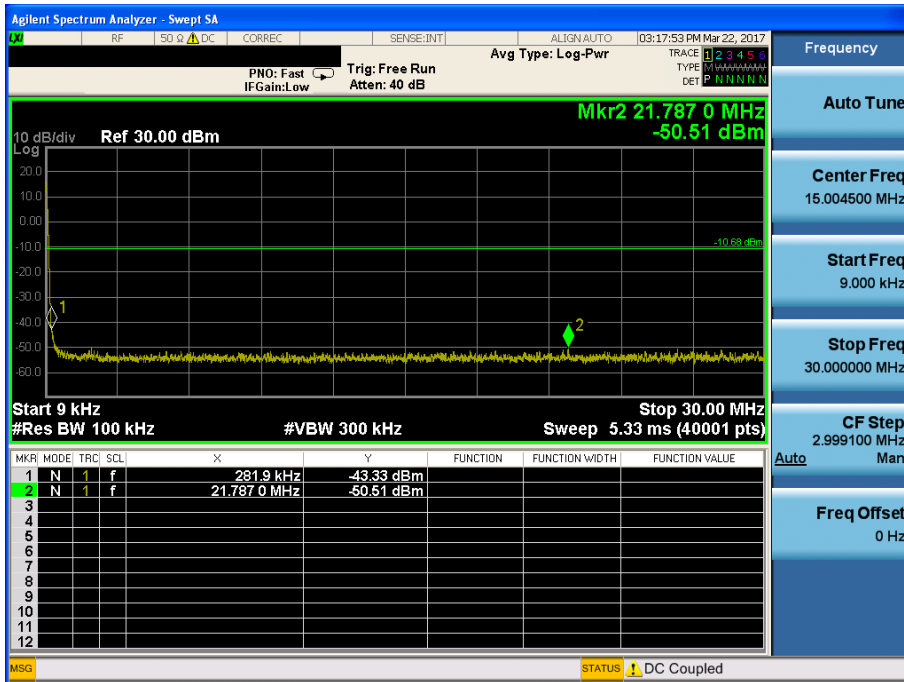 Agilent Spectrum Analyzer - Swept SA
LXI RF 50 Ω DC CORREC SENSE:INT ALIGN AUTO 03:17:53 PM Mar 22, 2017
Frequency
PNO: Fast
IFGain:Low
Trig: Free Run
Atten: 40 dB
Avg Type: Log-Pwr
TRACE 1 2 3 4 5 6
TYPE M WWWWW
DET P N N N N N
Auto Tune
Mkr2 21.787 0 MHz
-50.51 dBm
10 dB/div Ref 30.00 dBm
Log
20.0
10.0
0.00
-10.0
-20.0
-30.0
-40.0
-50.0
-60.0
-10.68 dBm
1
2
Center Freq
15.004500 MHz
Start Freq
9.000 kHz
Stop Freq
30.000000 MHz
Start 9 kHz Stop 30.00 MHz
#Res BW 100 kHz #VBW 300 kHz Sweep 5.33 ms (40001 pts)
CF Step
2.999100 MHz
Auto Man
MKR MODE TRC SCL X Y FUNCTION FUNCTION WIDTH FUNCTION VALUE
1 N 1 f 281.9 kHz -43.33 dBm
2 N 1 f 21.787 0 MHz -50.51 dBm
3
4
5
6
7
8
9
10
11
12
Freq Offset
0 Hz
MSG STATUS DC Coupled